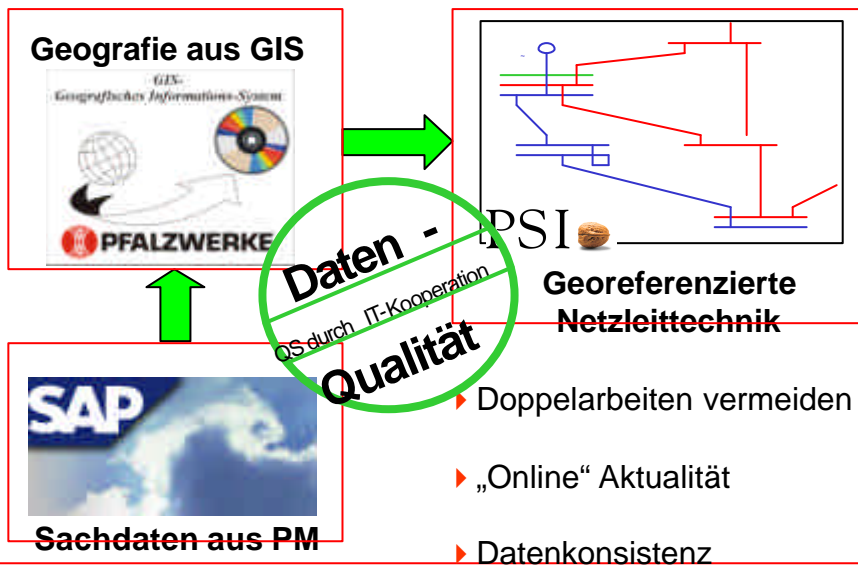 Geografie aus GIS
GIS-
Geografisches Informations-System
PFALZWERKE
PSI
Georeferenzierte
Netzleittechnik
Daten -
QS durch IT-Kooperation
Qualität
SAP
Sachdaten aus PM
Doppelarbeiten vermeiden
„Online“ Aktualität
Datenkonsistenz